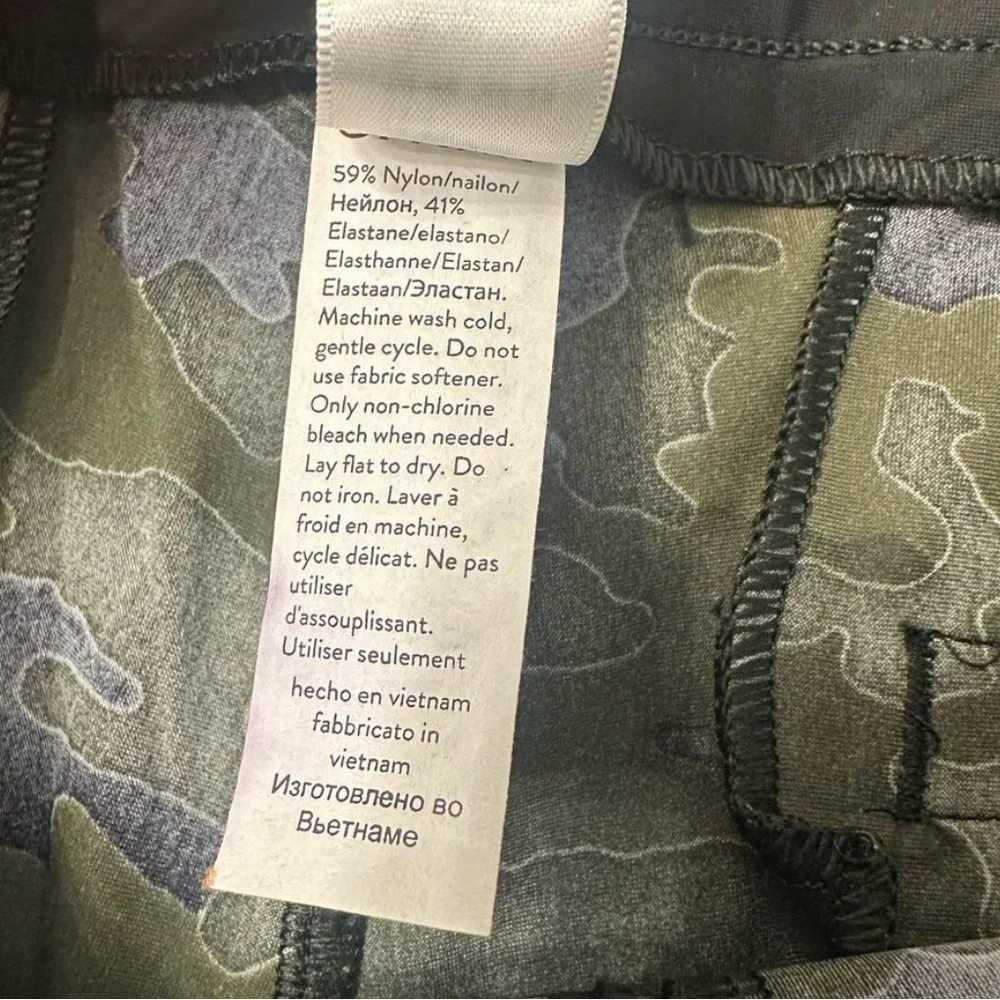 59% Nylon/nailon/
Нейлон, 41%
Elastane/elastano/
Elasthanne/Elastan/
Elastaan/Эластан.
Machine wash cold,
gentle cycle. Do not
use fabric softener.
Only non-chlorine
bleach when needed.
Lay flat to dry. Do
not iron. Laver à
froid en machine,
cycle délicat. Ne pas
utiliser
d'assouplissant.
Utiliser seulement
hecho en vietnam
fabbricato in
vietnam
Изготовлено во
Вьетнаме